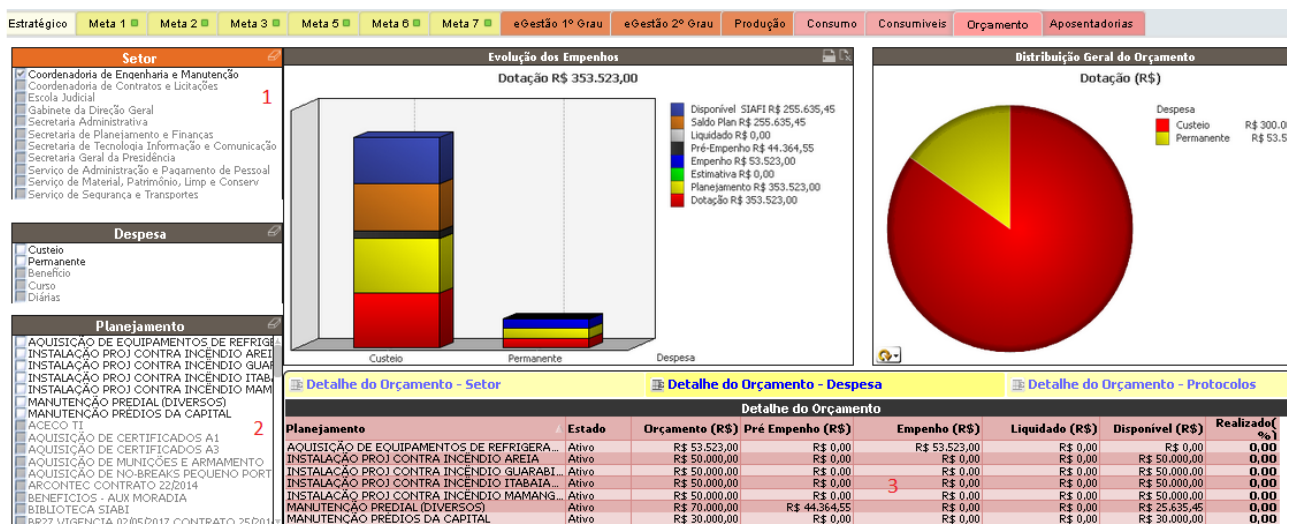 Estratégico Meta 1 Meta 2 Meta 3 Meta 5 Meta 6 Meta 7 eGestão 1º Grau eGestão 2º Grau Produção Consumo Consumiveis Orçamento Aposentadorias
Setor
Coordenadoria de Engenharia e Manutenção
Coordenadoria de Contratos e Licitações
Escola Judicial
Gabinete da Direção Geral
Secretaria Administrativa
Secretaria de Planejamento e Finanças
Secretaria de Tecnologia Informação e Comunicação
Secretaria Geral da Presidência
Serviço de Administração e Pagamento de Pessoal
Serviço de Material, Patrimônio, Limp e Conserv
Serviço de Segurança e Transportes
1
Despesa
Custeio
Permanente
Benefício
Curso
Diárias
Planejamento
AQUISIÇÃO DE EQUIPAMENTOS DE REFRIGE
INSTALAÇÃO PROJ CONTRA INCÊNDIO AREI
INSTALAÇÃO PROJ CONTRA INCÊNDIO GUAR
INSTALAÇÃO PROJ CONTRA INCÊNDIO ITAB
INSTALAÇÃO PROJ CONTRA INCÊNDIO MAM
MANUTENÇÃO PREDIAL (DIVERSOS)
MANUTENÇÃO PRÉDIOS DA CAPITAL
ACECO TI
AQUISIÇÃO DE CERTIFICADOS A1
AQUISIÇÃO DE CERTIFICADOS A3
AQUISIÇÃO DE MUNIÇÕES E ARMAMENTO
AQUISIÇÃO DE NO-BREAKS PEQUENO PORT
ARCONTEC CONTRATO 22/2014
BENEFICIOS - AUX MORADIA
BIBLIOTECA SIABI
BR27 VIGENCIA 02/05/2017 CONTRATO 25/2014
2
Evolução dos Empenhos
Dotação R$ 353.523,00
Disponível SIAFI R$ 255.635,45
Saldo Plan R$ 255.635,45
Liquidado R$ 0,00
Pré-Empenho R$ 44.364,55
Empenho R$ 53.523,00
Estimativa R$ 0,00
Planejamento R$ 353.523,00
Dotação R$ 353.523,00
Custeio Permanente Despesa
Distribuição Geral do Orçamento
Dotação (R$)
Despesa
Custeio R$ 300.0
Permanente R$ 53.5
Detalhe do Orçamento - Setor Detalhe do Orçamento - Despesa Detalhe do Orçamento - Protocolos
Detalhe do Orçamento
Planejamento Estado Orçamento (R$) Pré Empenho (R$) Empenho (R$) Liquidado (R$) Disponível (R$) Realizado( %)
AQUISIÇÃO DE EQUIPAMENTOS DE REFRIGERA... Ativo R$ 53.523,00 R$ 0,00 R$ 53.523,00 R$ 0,00 R$ 0,00 0,00
INSTALAÇÃO PROJ CONTRA INCÊNDIO AREIA Ativo R$ 50.000,00 R$ 0,00 R$ 0,00 R$ 0,00 R$ 50.000,00 0,00
INSTALAÇÃO PROJ CONTRA INCÊNDIO GUARABI... Ativo R$ 50.000,00 R$ 0,00 R$ 0,00 R$ 0,00 R$ 50.000,00 0,00
INSTALAÇÃO PROJ CONTRA INCÊNDIO ITABAIA... Ativo R$ 50.000,00 R$ 0,00 R$ 0,00 R$ 0,00 R$ 50.000,00 0,00
INSTALAÇÃO PROJ CONTRA INCÊNDIO MAMANG... Ativo R$ 50.000,00 R$ 0,00 R$ 0,00 R$ 0,00 R$ 50.000,00 0,00
MANUTENÇÃO PREDIAL (DIVERSOS) Ativo R$ 70.000,00 R$ 44.364,55 R$ 0,00 R$ 0,00 R$ 25.635,45 0,00
MANUTENÇÃO PRÉDIOS DA CAPITAL Ativo R$ 30.000,00 R$ 0,00 R$ 0,00 R$ 0,00 R$ 30.000,00 0,00
3